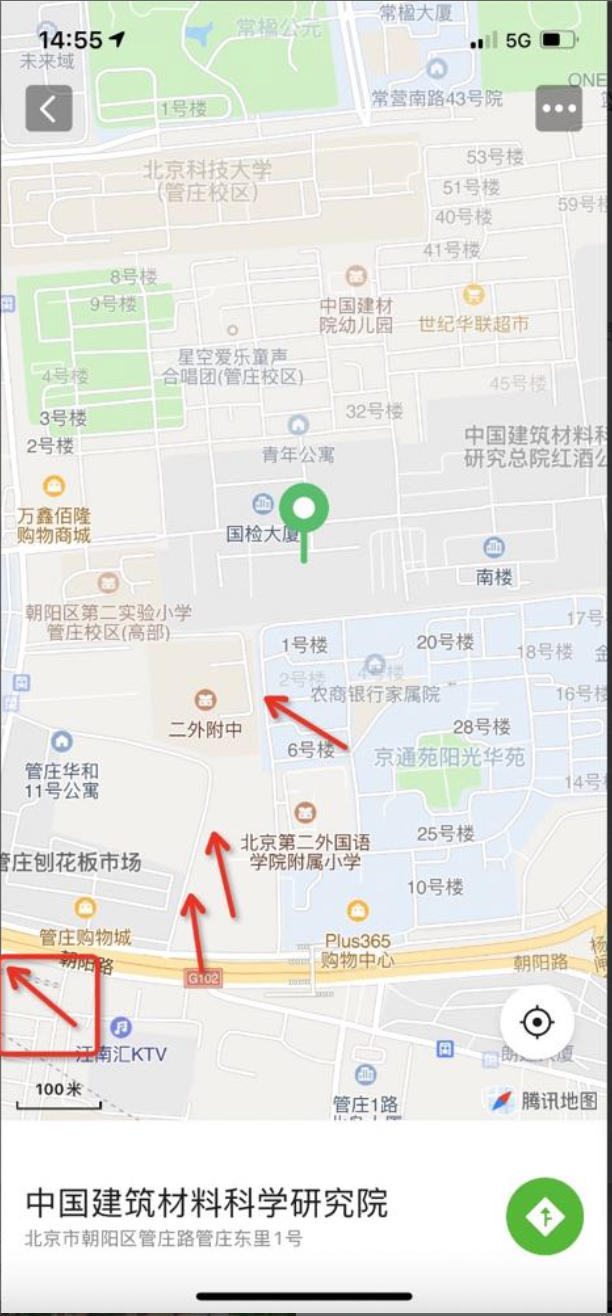 常楹公元
常楹大厦
14:55
5G
未来域
ONE
常营南路43号院
1号楼
北京科技大学
(管庄校区)
53号楼
51号楼
59号
40号楼
41号楼
8号楼
9号楼
中国建材
院幼儿园
世纪华联超市
星空爱乐童声
合唱团(管庄校区)
4号楼
45号楼
3号楼
32号楼
2号楼
中国建筑材料科
研究总院红酒公
青年公寓
万鑫佰隆
购物商城
国检大厦
南楼
朝阳区第二实验小学
管庄校区(高部)
17号
1号楼
20号楼
18号楼
金
2号楼
4号楼
农商银行家属院
16号楼
二外附中
28号楼
6号楼
京通苑阳光华苑
管庄华和
11号公寓
14号
25号楼
北京第二外国语
学院附属小学
管庄刨花板市场
10号楼
管庄购物城
Plus365
购物中心
朝阳路
朝阳路
杨
闸
G102
江南汇KTV
100米
管庄1路
腾讯地图
中国建筑材料科学研究院
北京市朝阳区管庄路管庄东里1号